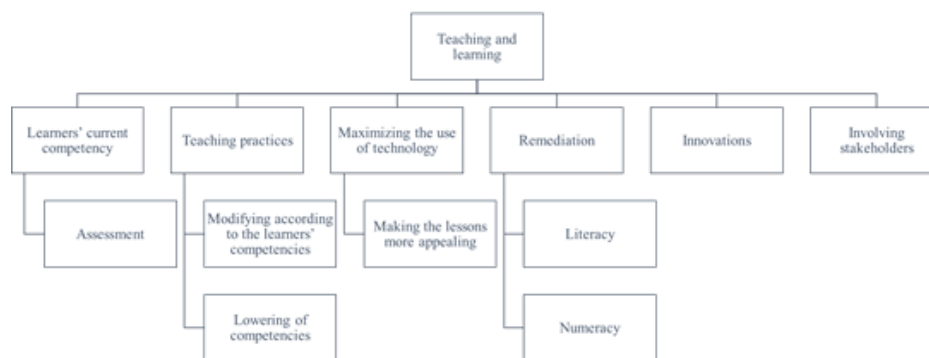 Teaching and
learning
Learners' current
competency
Teaching practices
Maximizing the use
of technology
Remediation
Innovations
Involving
stakeholders
Assessment
Modifying according
to the learners'
competencies
Making the lessons
more appealing
Literacy
Lowering of
competencies
Numeracy